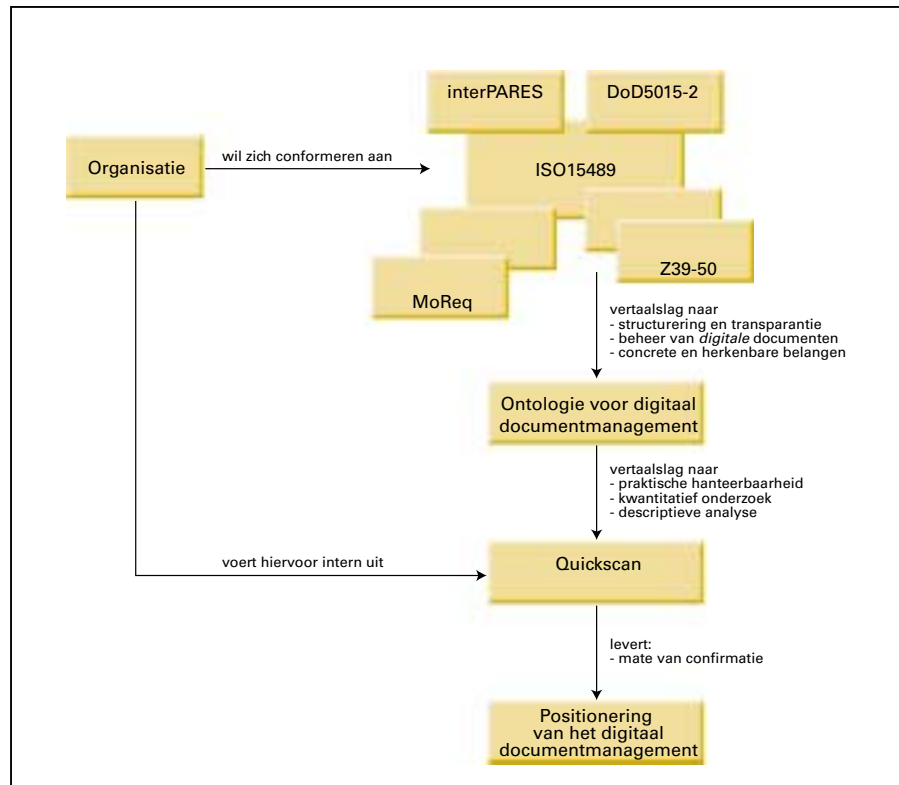 interPARES
DoD5015-2
Organisatie
wil zich conformeren aan
ISO15489
Z39-50
MoReq
vertaalslag naar
- structurering en transparantie
- beheer van digitale documenten
- concrete en herkenbare belangen
Ontologie voor digitaal
documentmanagement
vertaalslag naar
- praktische hanteerbaarheid
- kwantitatief onderzoek
- descriptieve analyse
voert hiervoor intern uit
Quickscan
levert:
- mate van confirmatie
Positionering
van het digitaal
documentmanagement